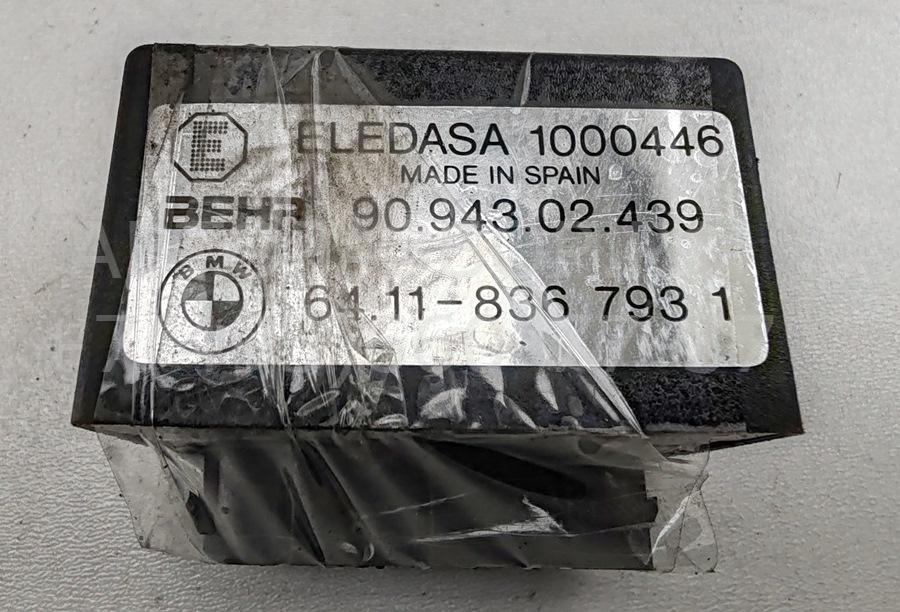 E ELEDASA 1000446
MADE IN SPAIN
BEHR 90.943.02.439
BMW 64.11-836 793 1